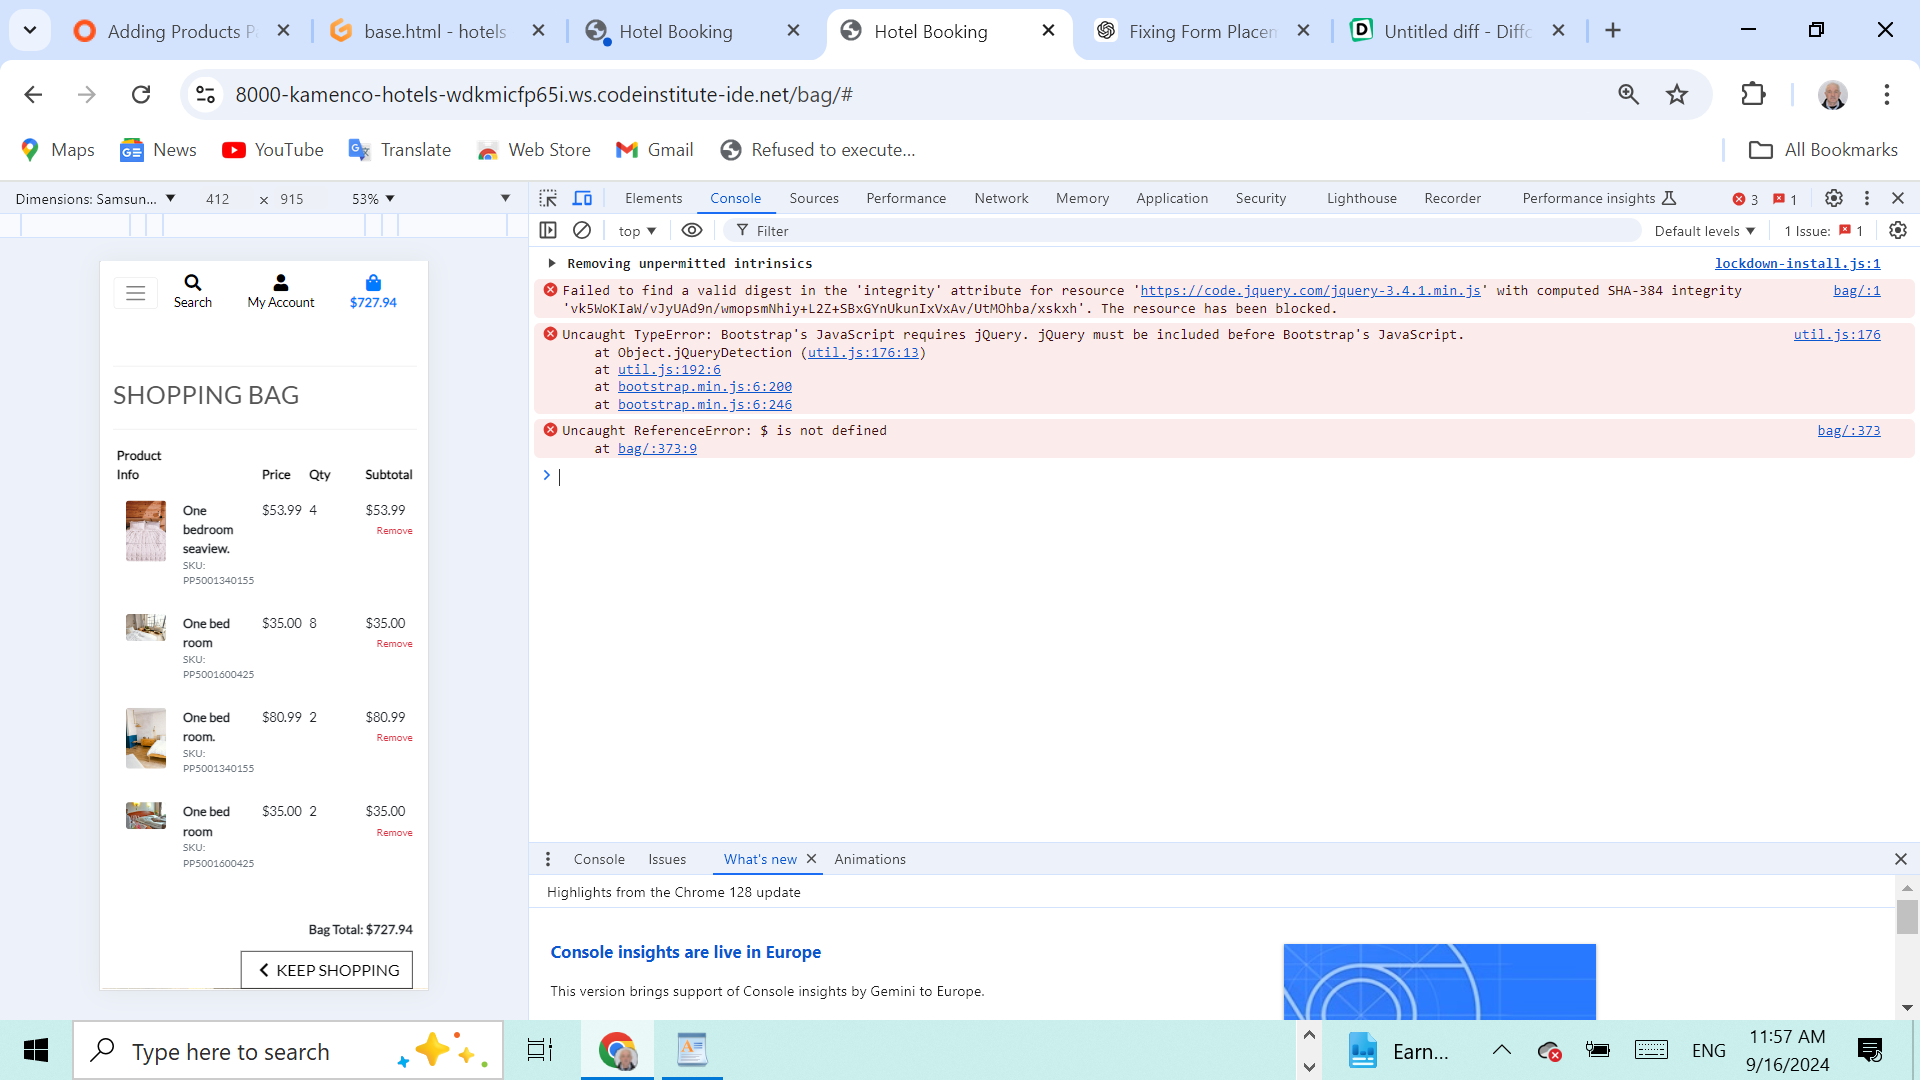 Adding Products P
base.html - hotels
Hotel Booking
Hotel Booking
Fixing Form Placem
Untitled diff - Diffc
8000-kamenco-hotels-wdkmicfp65i.ws.codeinstitute-ide.net/bag/#
Maps
News
YouTube
Translate
Web Store
Gmail
Refused to execute...
All Bookmarks
Dimensions: Samsun... 412 × 915 53%
Elements Console Sources Performance Network Memory Application Security Lighthouse Recorder Performance insights 3 1
top Filter Default levels 1 Issue: 1
Search
My Account
$727.94
SHOPPING BAG
Product Info Price Qty Subtotal
One bedroom seaview. $53.99 4 $53.99
Remove
SKU: PP5001340155
One bed room $35.00 8 $35.00
Remove
SKU: PP5001600425
One bed room. $80.99 2 $80.99
Remove
SKU: PP5001340155
One bed room $35.00 2 $35.00
Remove
SKU: PP5001600425
Bag Total: $727.94
KEEP SHOPPING
Removing unpermitted intrinsics lockdown-install.js:1
Failed to find a valid digest in the 'integrity' attribute for resource 'https://code.jquery.com/jquery-3.4.1.min.js' with computed SHA-384 integrity bag/:1
'vk5WoKIaW/vJyUAd9n/wmopsmNhiy+L2Z+SBxGYnUkunIxVxAv/UtMOhba/xskxh'. The resource has been blocked.
Uncaught TypeError: Bootstrap's JavaScript requires jQuery. jQuery must be included before Bootstrap's JavaScript. util.js:176
at Object.jQueryDetection (util.js:176:13)
at util.js:192:6
at bootstrap.min.js:6:200
at bootstrap.min.js:6:246
Uncaught ReferenceError: $ is not defined bag/:373
at bag/:373:9
Console Issues What's new Animations
Highlights from the Chrome 128 update
Console insights are live in Europe
This version brings support of Console insights by Gemini to Europe.
Type here to search
Earn...
ENG
11:57 AM
9/16/2024